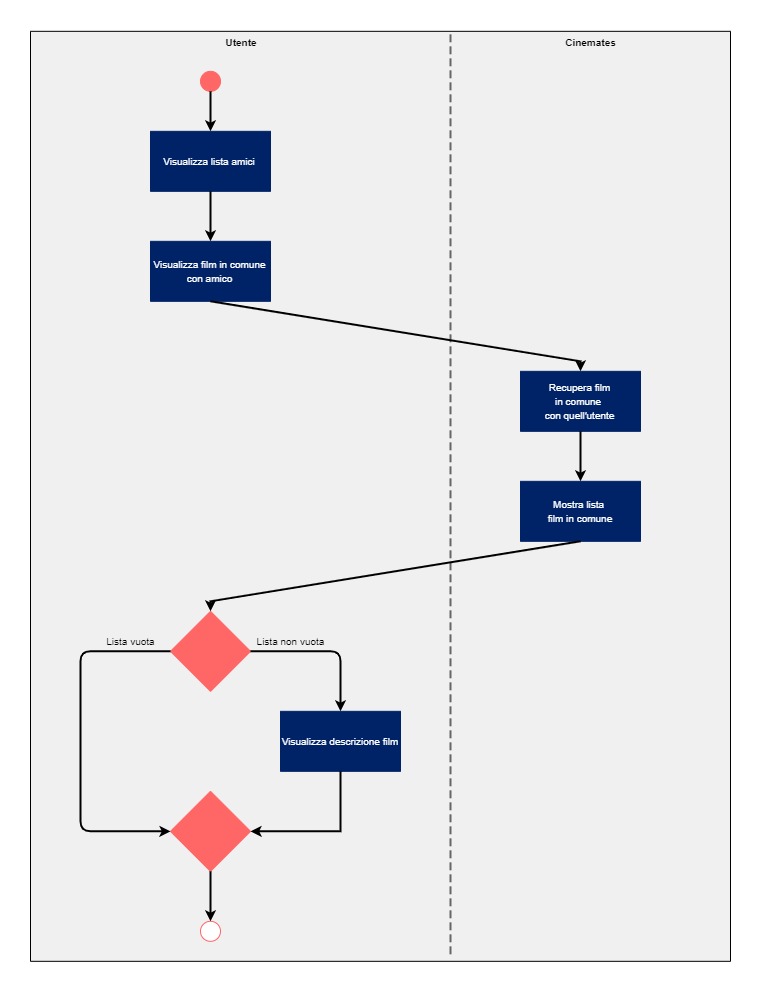 Utente
Cinemates
Visualizza lista amici
Visualizza film in comune
con amico
Recupera film
in comune
con quell'utente
Mostra lista
film in comune
Lista vuota
Lista non vuota
Visualizza descrizione film